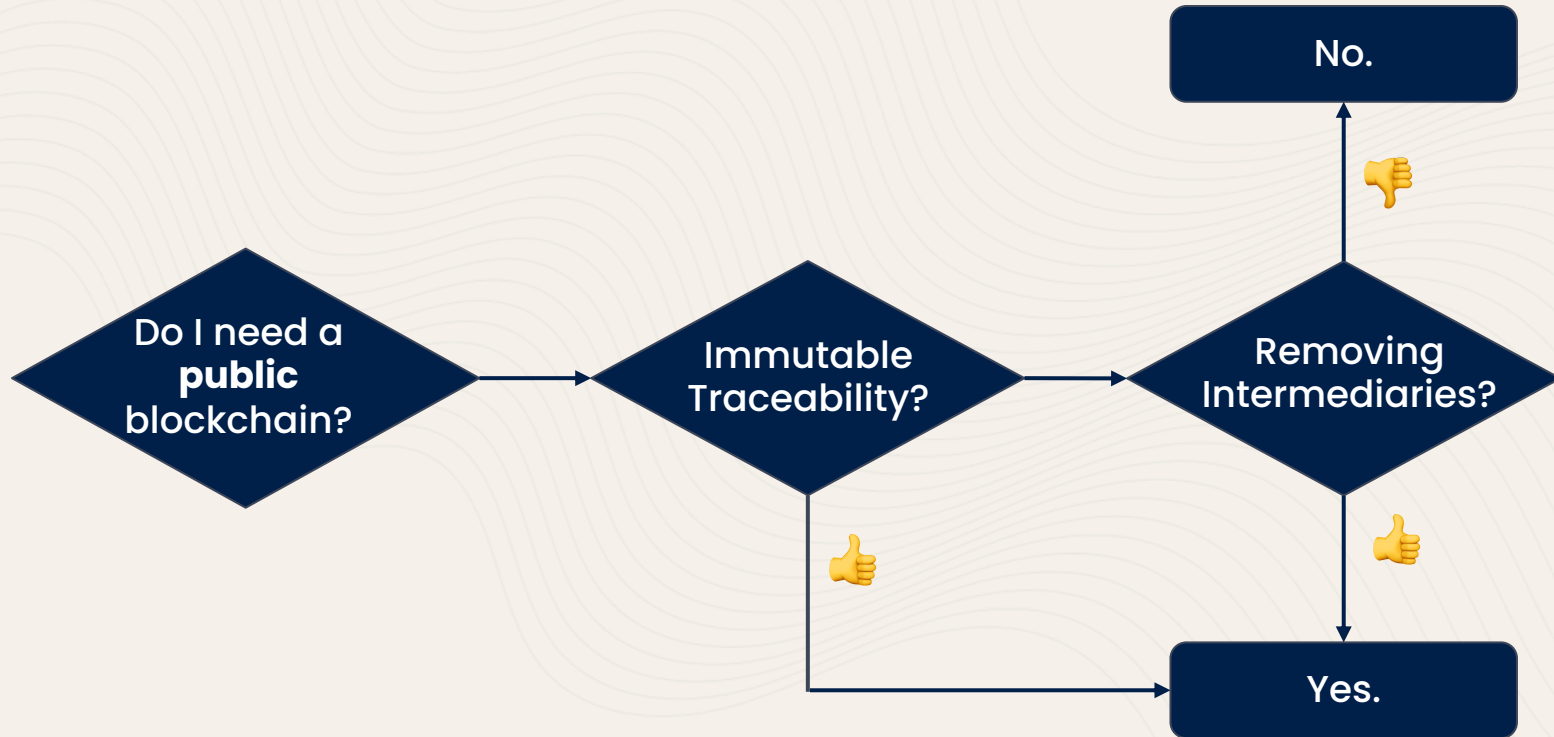 No.
Do I need a
public
blockchain?
Immutable
Traceability?
Removing
Intermediaries?
Yes.